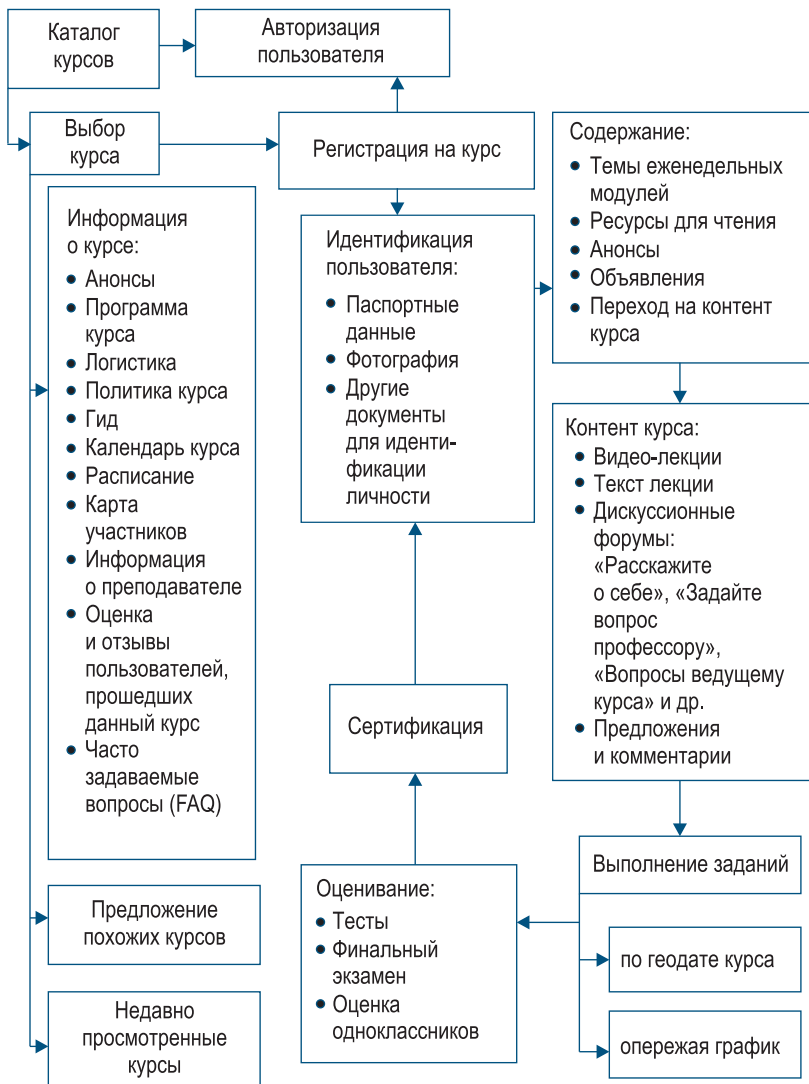 Каталог
курсов
Авторизация
пользователя
Выбор
курса
Регистрация на курс
Информация
о курсе:
• Анонсы
• Программа
курса
• Логистика
• Политика курса
• Гид
• Календарь курса
• Расписание
• Карта
участников
• Информация
о преподавателе
• Оценка
и отзывы
пользователей,
прошедших
данный курс
• Часто
задаваемые
вопросы (FAQ)
Предложение
похожих курсов
Недавно
просмотренные
курсы
Идентификация
пользователя:
• Паспортные
данные
• Фотография
• Другие
документы
для иденти-
фикации
личности
Содержание:
• Темы еженедельных
модулей
• Ресурсы для чтения
• Анонсы
• Объявления
• Переход на контент
курса
Контент курса:
• Видео-лекции
• Текст лекции
• Дискуссионные
форумы:
«Расскажите
о себе», «Задайте
вопрос
профессору»,
«Вопросы ведущему
курса» и др.
• Предложения
и комментарии
Выполнение заданий
по геодате курса
опережая график
Оценивание:
• Тесты
• Финальный
экзамен
• Оценка
одноклассников
Сертификация